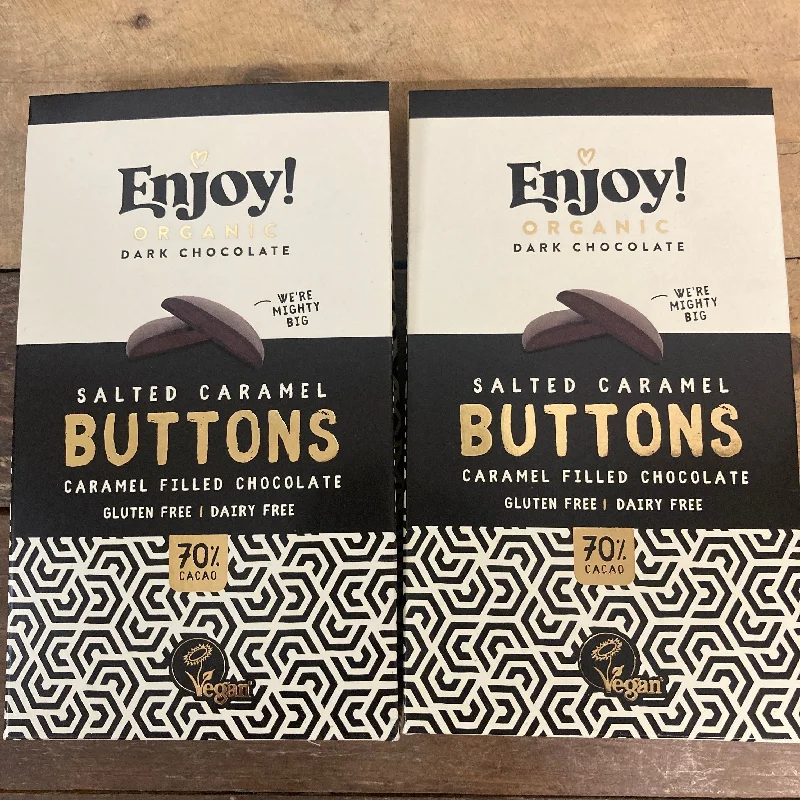 Enjoy!
ORGANIC
DARK CHOCOLATE
WE'RE
MIGHTY
BIG
SALTED CARAMEL
BUTTONS
CARAMEL FILLED CHOCOLATE
GLUTEN FREE | DAIRY FREE
70%
CACAO
Vegan
Enjoy!
ORGANIC
DARK CHOCOLATE
WE'RE
MIGHTY
BIG
SALTED CARAMEL
BUTTONS
CARAMEL FILLED CHOCOLATE
GLUTEN FREE | DAIRY FREE
70%
CACAO
Vegan